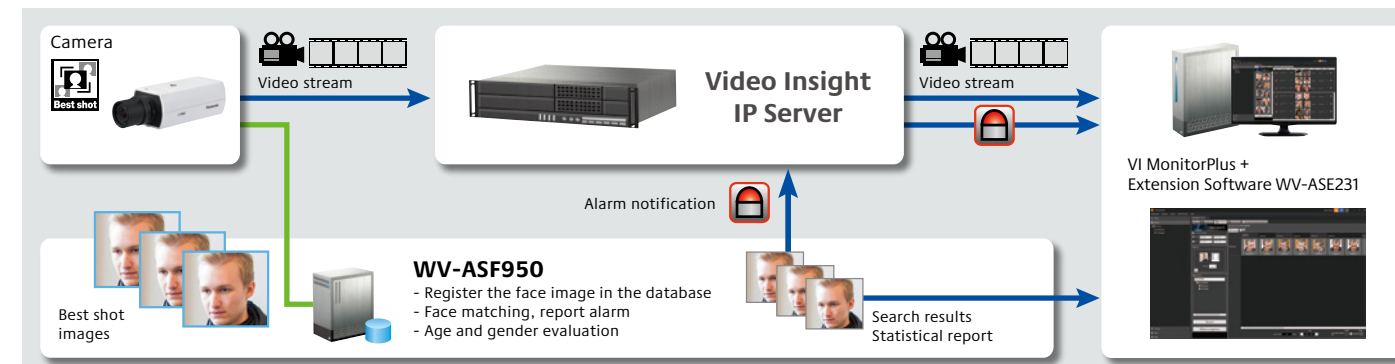 Camera
Best shot
Video stream
Video Insight
IP Server
Video stream
VI MonitorPlus +
Extension Software WV-ASE231
Alarm notification
WV-ASF950
- Register the face image in the database
- Face matching, report alarm
- Age and gender evaluation
Best shot
images
Search results
Statistical report